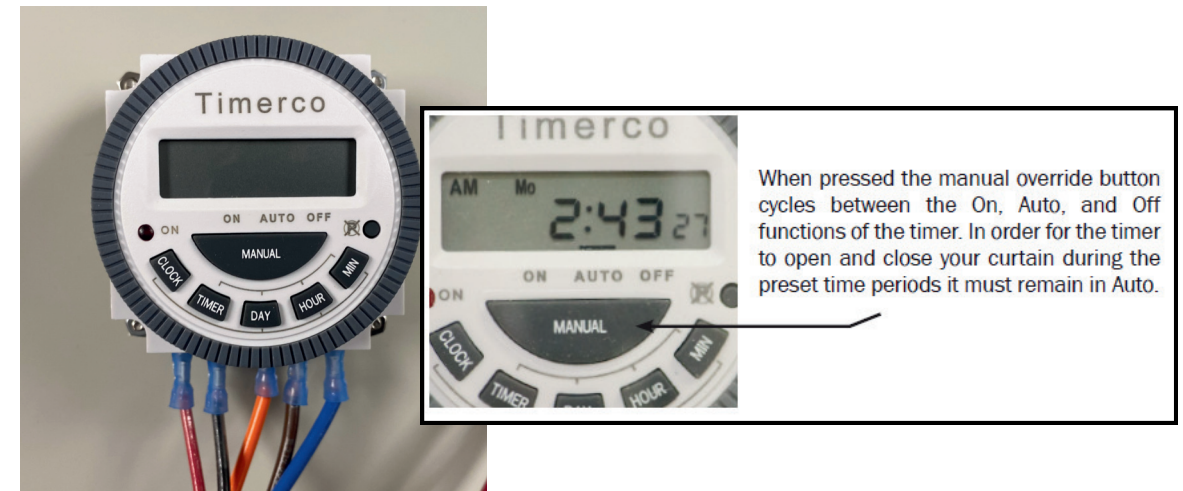 Timerco
ON AUTO OFF
ON
R
MANUAL
CLOCK
TIMER
DAY
HOUR
MIN
Timerco
AM Mo
2:43 27
ON AUTO OFF
ON
R
MANUAL
CLOCK
TIMER
DAY
HOUR
MIN
When pressed the manual override button
cycles between the On, Auto, and Off
functions of the timer. In order for the timer
to open and close your curtain during the
preset time periods it must remain in Auto.